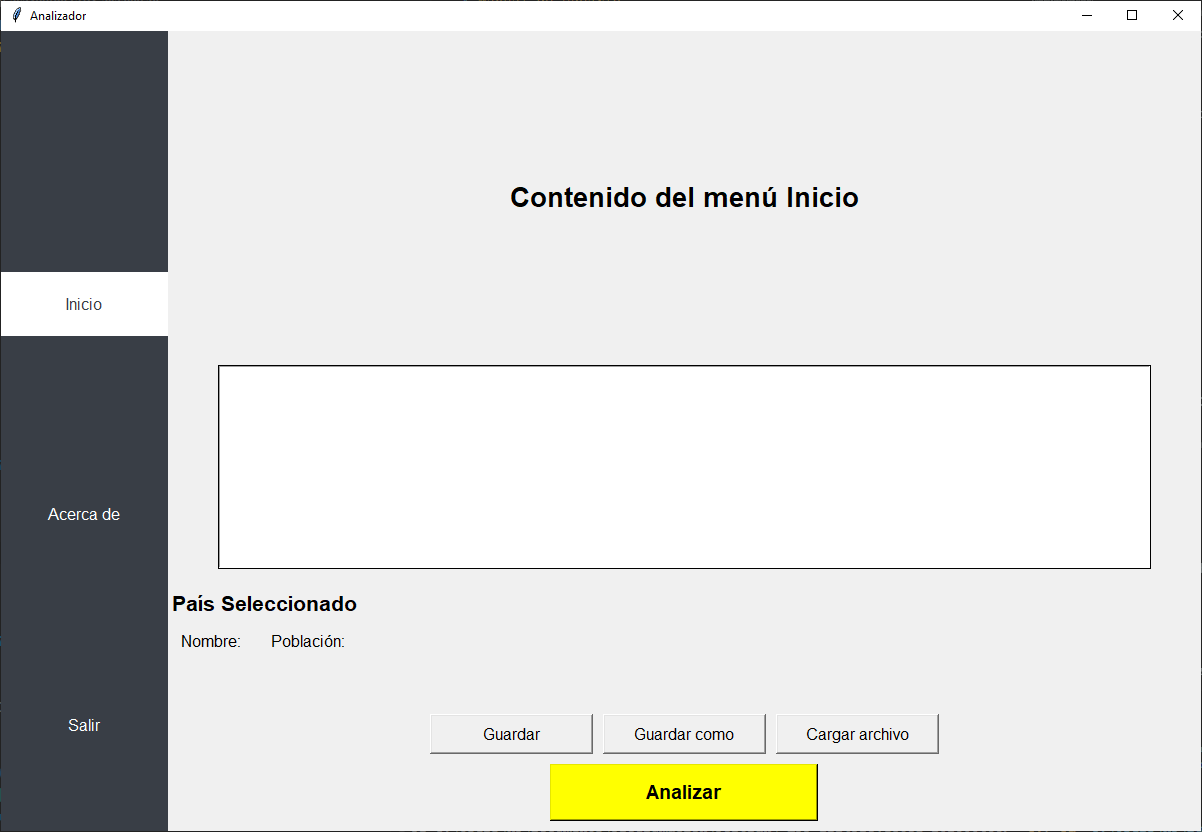 Analizador
Contenido del menú Inicio
Inicio
Acerca de
País Seleccionado
Nombre: Población:
Salir
Guardar Guardar como Cargar archivo
Analizar